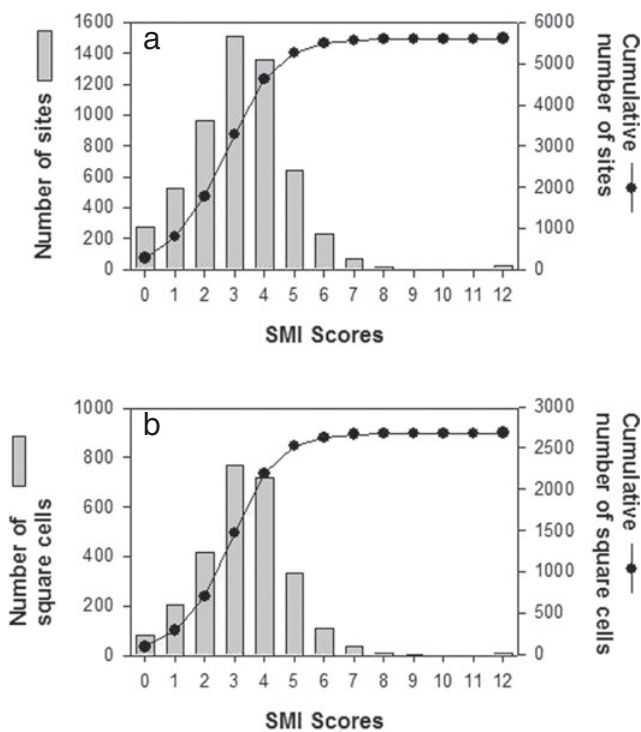 a
Number of sites
1600
1400
1200
1000
800
600
400
200
0
6000
5000
4000
3000
2000
1000
0
Cumulative
number of sites
0 1 2 3 4 5 6 7 8 9 10 11 12
SMI Scores
b
Number of
square cells
1000
800
600
400
200
0
3000
2500
2000
1500
1000
500
0
Cumulative
number of square cells
0 1 2 3 4 5 6 7 8 9 10 11 12
SMI Scores